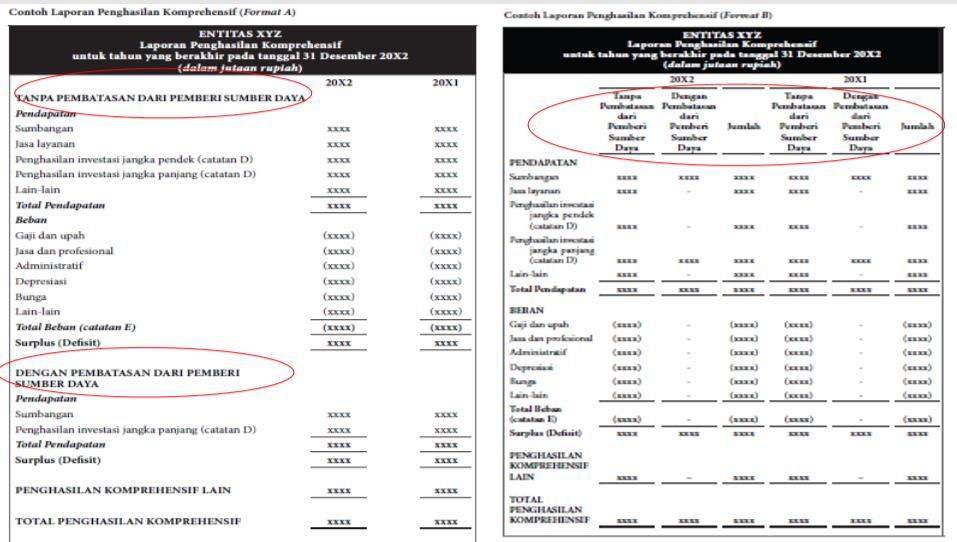 Contoh Laporan Penghasilan Komprehensif (Format A)
ENTITAS XYZ
Laporan Penghasilan Komprehensif
untuk tahun yang berakhir pada tanggal 31 Desember 20X2
(dalam jutaan rupiah)
20X2 20X1
TANPA PEMBATASAN DARI PEMBERI SUMBER DAYA
Pendapatan
Sumbangan xxxx xxxx
Jasa layanan xxxx xxxx
Penghasilan investasi jangka pendek (catatan D) xxxx xxxx
Penghasilan investasi jangka panjang (catatan D) xxxx xxxx
Lain-lain xxxx xxxx
Total Pendapatan xxxx xxxx
Beban
Gaji dan upah (xxxx) (xxxx)
Jasa dan profesional (xxxx) (xxxx)
Administratif (xxxx) (xxxx)
Depresiasi (xxxx) (xxxx)
Bunga (xxxx) (xxxx)
Lain-lain (xxxx) (xxxx)
Total Beban (catatan E) (xxxx) (xxxx)
Surplus (Defisit) xxxx xxxx
DENGAN PEMBATASAN DARI PEMBERI
SUMBER DAYA
Pendapatan
Sumbangan xxxx xxxx
Penghasilan investasi jangka panjang (catatan D) xxxx xxxx
Total Pendapatan xxxx xxxx
Surplus (Defisit) xxxx xxxx
PENGHASILAN KOMPREHENSIF LAIN xxxx xxxx
TOTAL PENGHASILAN KOMPREHENSIF xxxx xxxx
Contoh Laporan Penghasilan Komprehensif (Format B)
ENTITAS XYZ
Laporan Penghasilan Komprehensif
untuk tahun yang berakhir pada tanggal 31 Desember 20X2
(dalam jutaan rupiah)
20X2 20X1
Tanpa Dengan Tanpa Dengan
Pembatasan Pembatasan Pembatasan Pembatasan
dari dari dari dari
Pemberi Pemberi Jumlah Pemberi Pemberi Jumlah
Sumber Sumber Sumber Sumber
Daya Daya Daya Daya
PENDAPATAN
Sumbangan xxxx xxxx xxxx xxxx xxxx xxxx
Jasa layanan xxxx - xxxx xxxx - xxxx
Penghasilan investasi
jangka pendek
(catatan D) xxxx - xxxx xxxx - xxxx
Penghasilan investasi
jangka panjang
(catatan D) xxxx xxxx xxxx xxxx xxxx xxxx
Lain-lain xxxx - xxxx xxxx - xxxx
Total Pendapatan xxxx xxxx xxxx xxxx xxxx xxxx
BEBAN
Gaji dan upah (xxxx) - (xxxx) (xxxx) - (xxxx)
Jasa dan profesional (xxxx) - (xxxx) (xxxx) - (xxxx)
Administratif (xxxx) - (xxxx) (xxxx) - (xxxx)
Depresiasi (xxxx) - (xxxx) (xxxx) - (xxxx)
Bunga (xxxx) - (xxxx) (xxxx) - (xxxx)
Lain-lain (xxxx) - (xxxx) (xxxx) - (xxxx)
Total Beban
(catatan E) (xxxx) - (xxxx) (xxxx) - (xxxx)
Surplus (Defisit) xxxx xxxx xxxx xxxx xxxx xxxx
PENGHASILAN
KOMPREHENSIF
LAIN xxxx - xxxx xxxx - xxxx
TOTAL
PENGHASILAN
KOMPREHENSIF xxxx xxxx xxxx xxxx xxxx xxxx